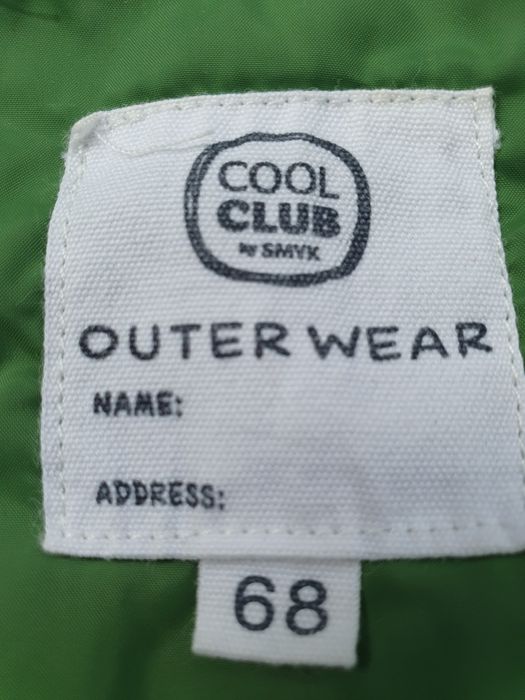 COOL
CLUB
BY SMYK
OUTER WEAR
NAME:
ADDRESS:
68